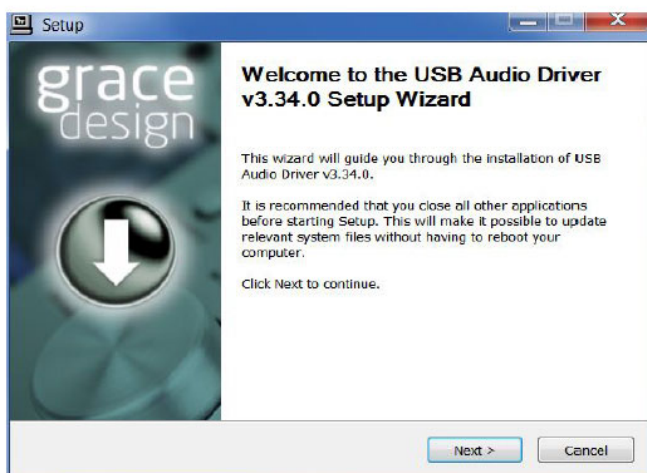 Setup
grace
design
Welcome to the USB Audio Driver
v3.34.0 Setup Wizard
This wizard will guide you through the installation of USB
Audio Driver v3.34.0.
It is recommended that you close all other applications
before starting Setup. This will make it possible to update
relevant system files without having to reboot your
computer.
Click Next to continue.
Next >
Cancel